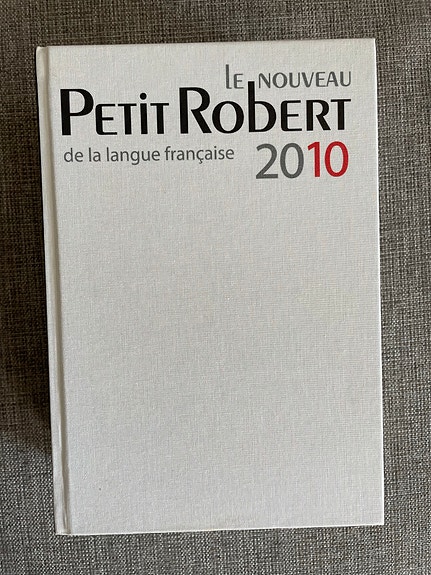 LE NOUVEAU
PETIT ROBERT
de la langue française 2010